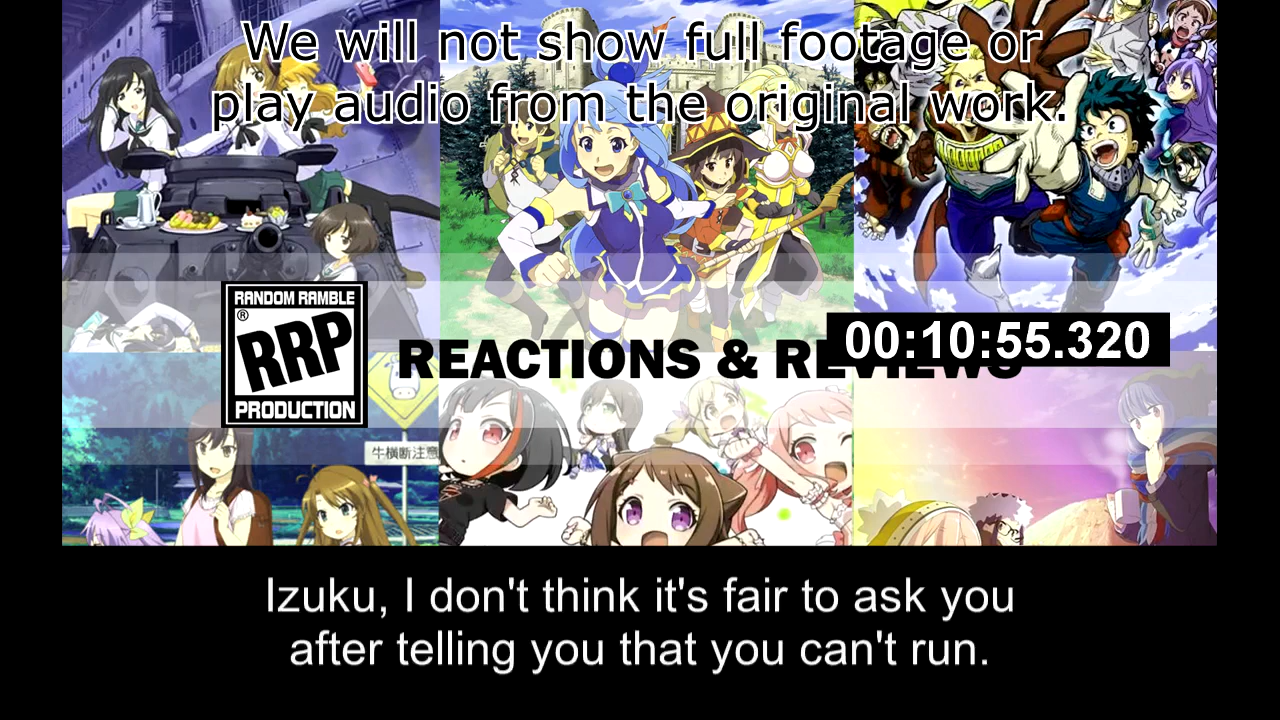 We will not show full footage or
play audio from the original work.
RANDOM RAMBLE
®
RRP
PRODUCTION
REACTIONS & REVIEWS
00:10:55.320
牛横断注意
Izuku, I don't think it's fair to ask you
after telling you that you can't run.